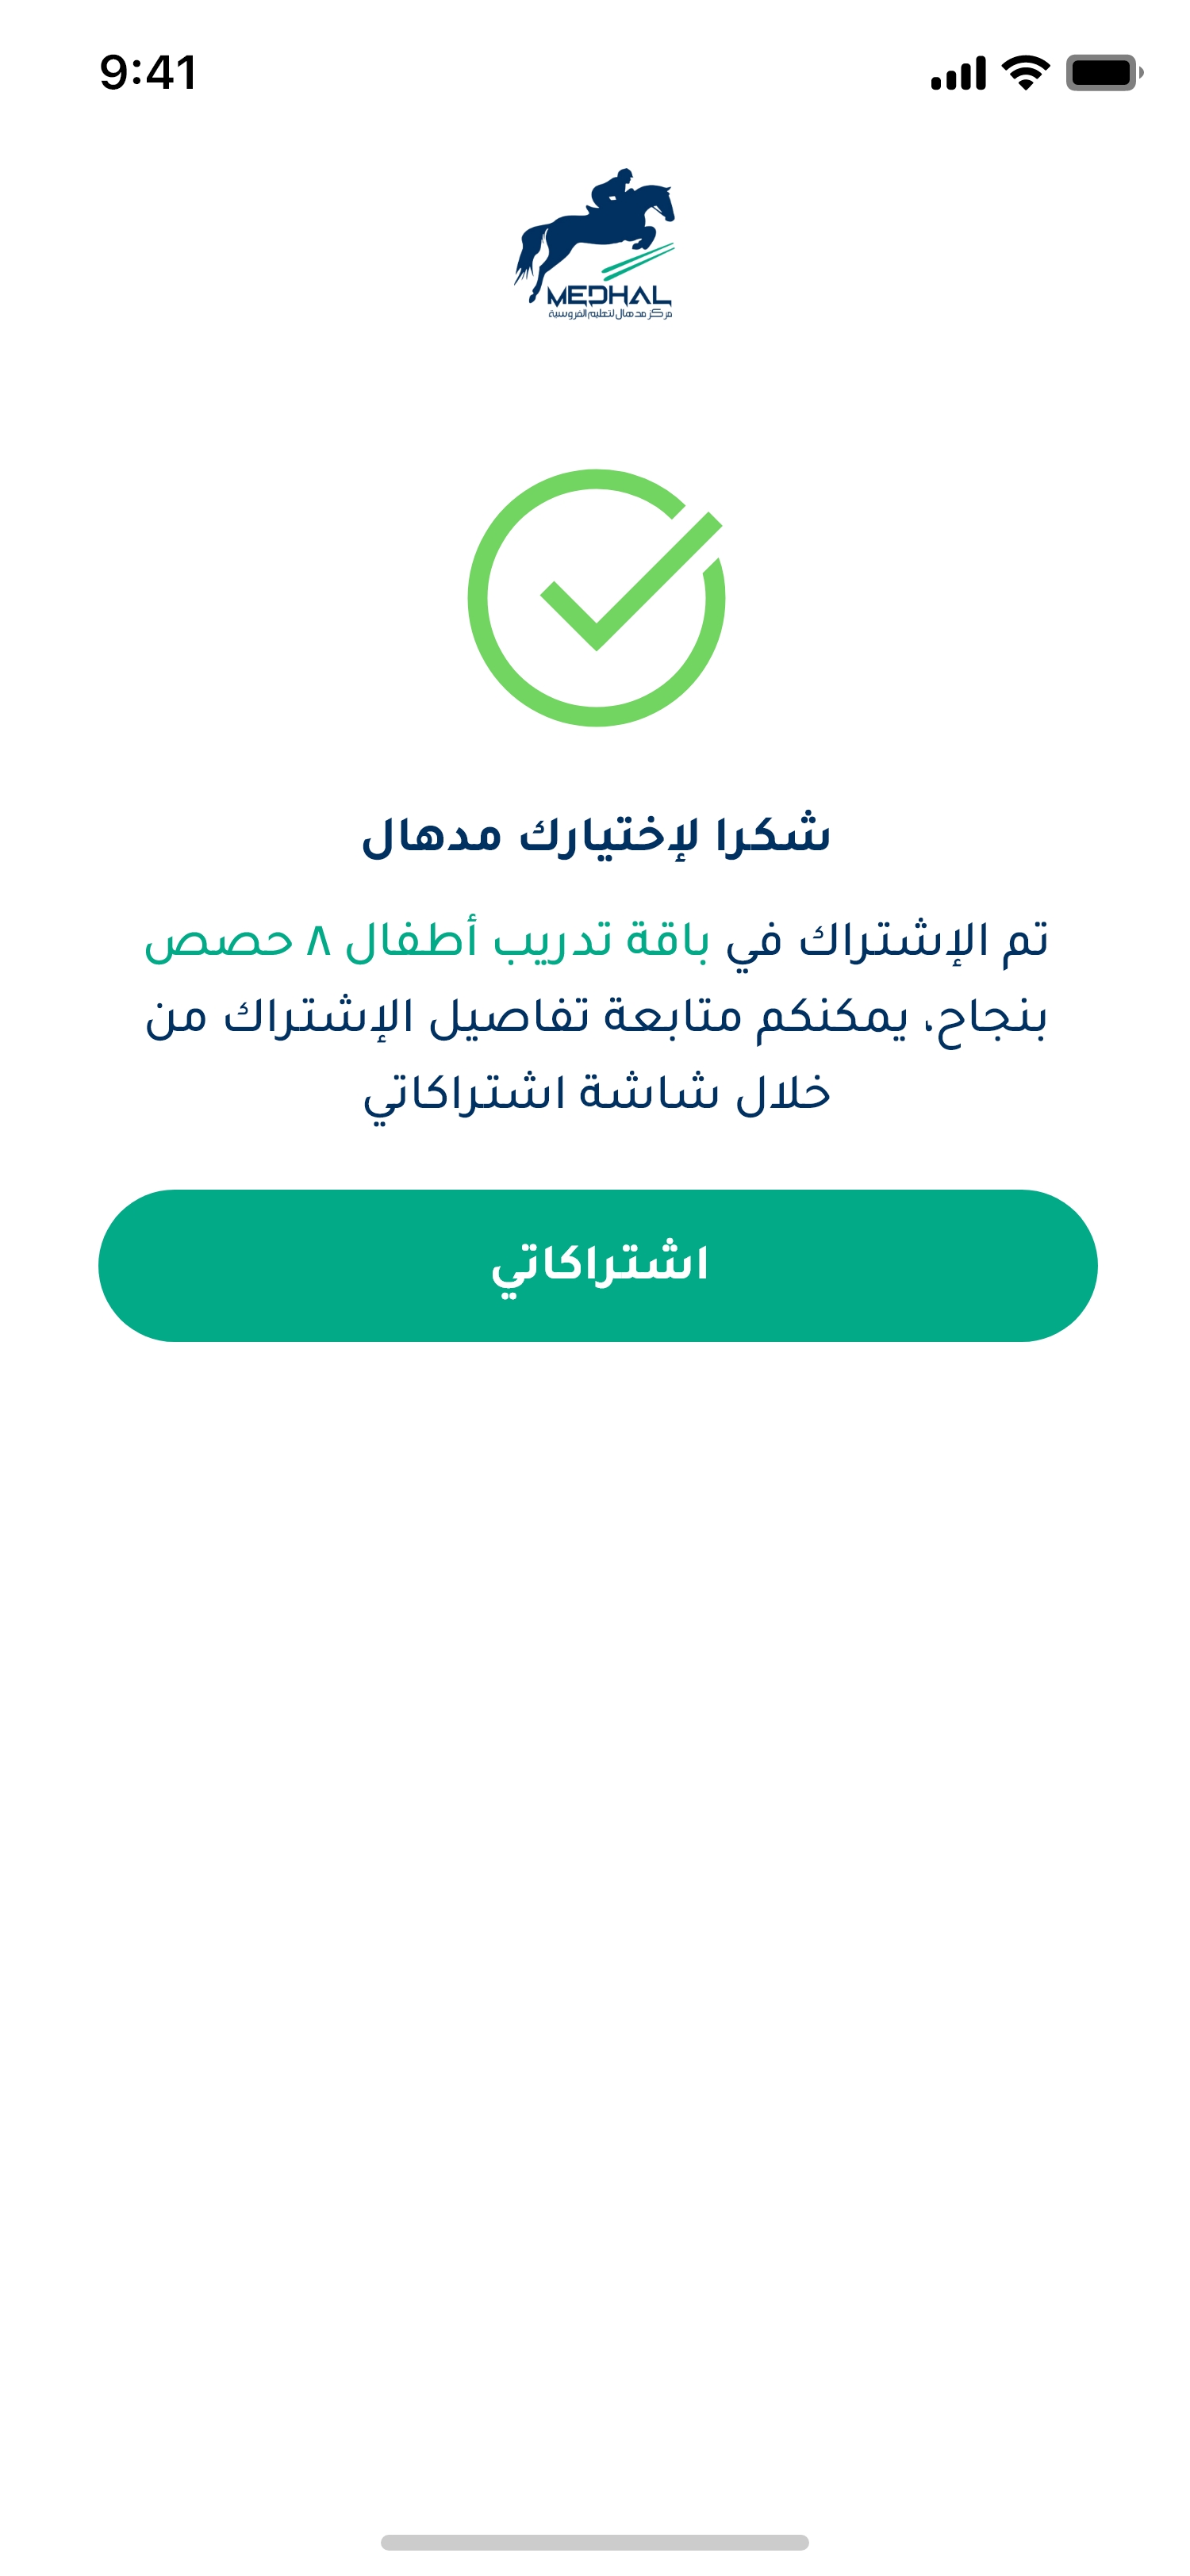 9:41
MEDHAL
مركز مدهال لتعليم الفروسية
شكرا لإختيارك مدهال
تم الإشتراك في باقة تدريب أطفال ٨ حصص
بنجاح، يمكنكم متابعة تفاصيل الإشتراك من
خلال شاشة اشتراكاتي
اشتراكاتي